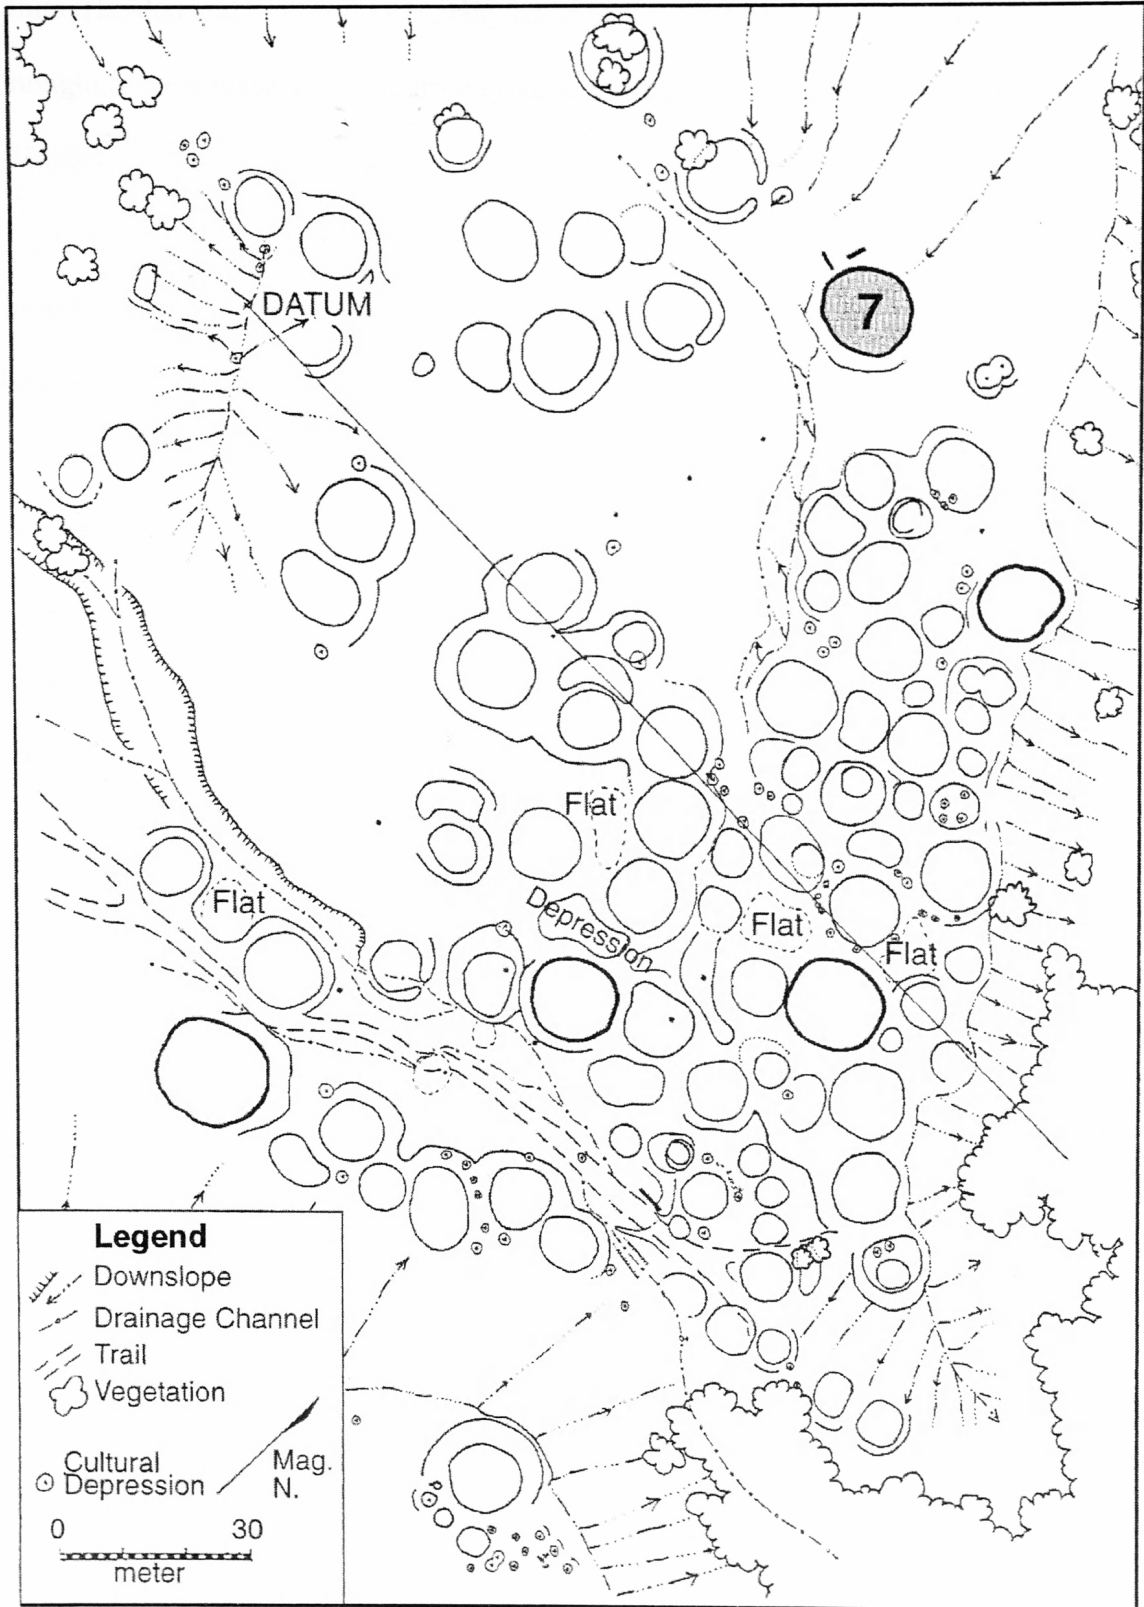 7
DATUM
Flat
Flat
Depression
Flat
Flat
Legend
Downslope
Drainage Channel
Trail
Vegetation
Cultural
Depression
Mag.
N.
0 30
meter